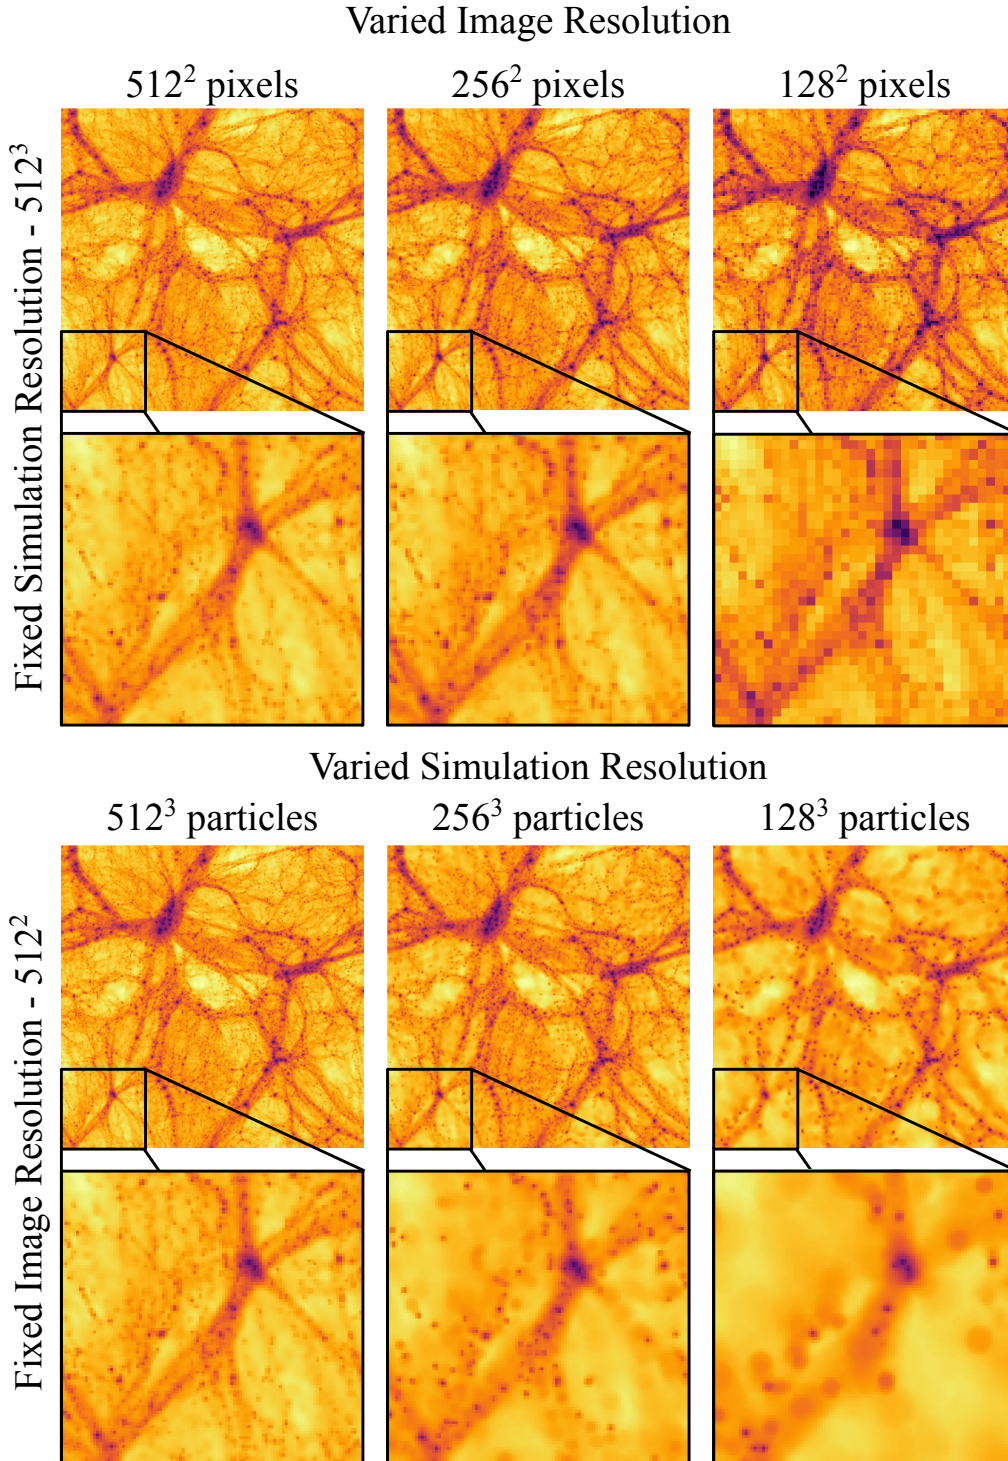 Varied Image Resolution
512² pixels 256² pixels 128² pixels
Fixed Simulation Resolution - 512³
Varied Simulation Resolution
512³ particles 256³ particles 128³ particles
Fixed Image Resolution - 512²